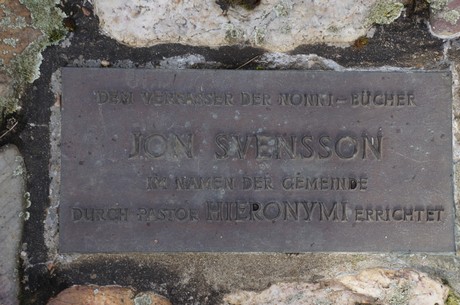 DEM VERFASSER DER NONNI-BÜCHER
JON SVENSSON
IM NAMEN DER GEMEINDE
DURCH PASTOR HIERONYMI ERRICHTET